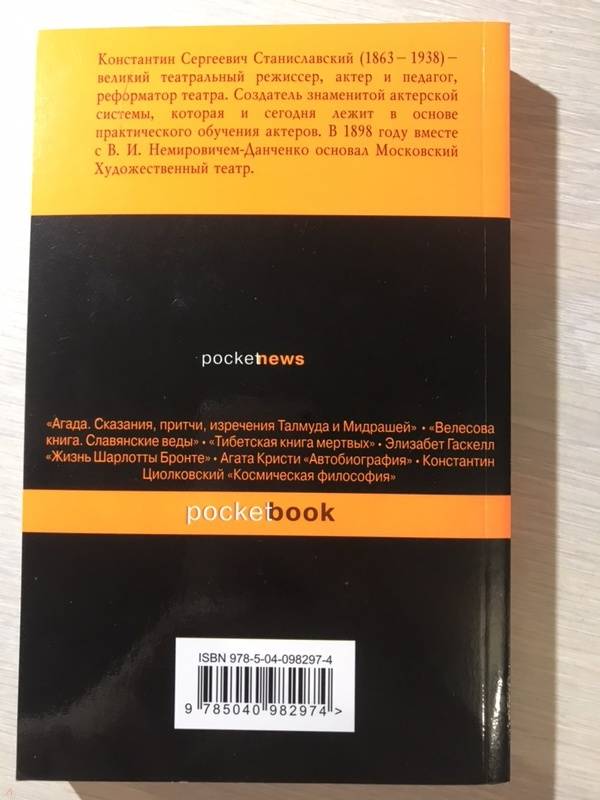 Константин Сергеевич Станиславский (1863 – 1938) –
великий театральный режиссер, актер и педагог,
реформатор театра. Создатель знаменитой актерской
системы, которая и сегодня лежит в основе
практического обучения актеров. В 1898 году вместе
с В. И. Немировичем-Данченко основал Московский
Художественный театр.
pocketnews
«Агада. Сказания, притчи, изречения Талмуда и Мидрашей» • «Велесова
книга. Славянские веды» • «Тибетская книга мертвых» • Элизабет Гаскелл
«Жизнь Шарлотты Бронте» • Агата Кристи «Автобиография» • Константин
Циолковский «Космическая философия»
pocketbook
ISBN 978-5-04-098297-4
9 785040 982974 >